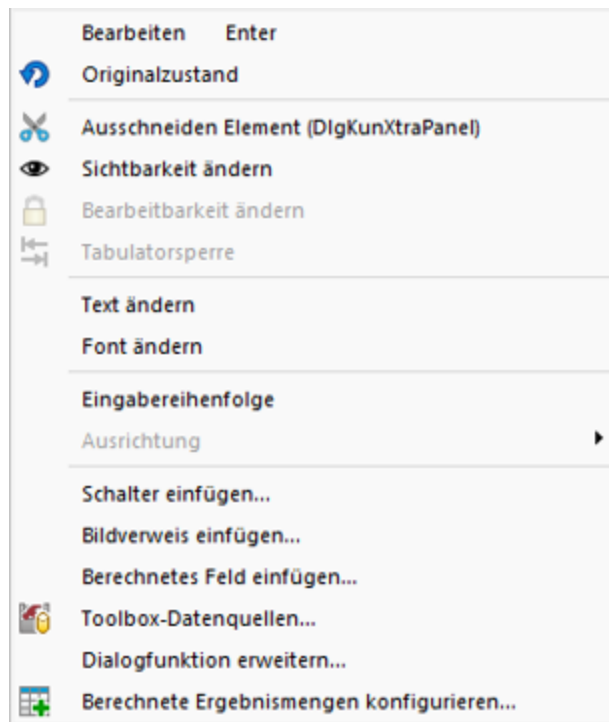 Bearbeiten Enter
Originalzustand
Ausschneiden Element (DlgKunXtraPanel)
Sichtbarkeit ändern
Bearbeitbarkeit ändern
Tabulatorsperre
Text ändern
Font ändern
Eingabereihenfolge
Ausrichtung
Schalter einfügen...
Bildverweis einfügen...
Berechnetes Feld einfügen...
Toolbox-Datenquellen...
Dialogfunktion erweitern...
Berechnete Ergebnismengen konfigurieren...